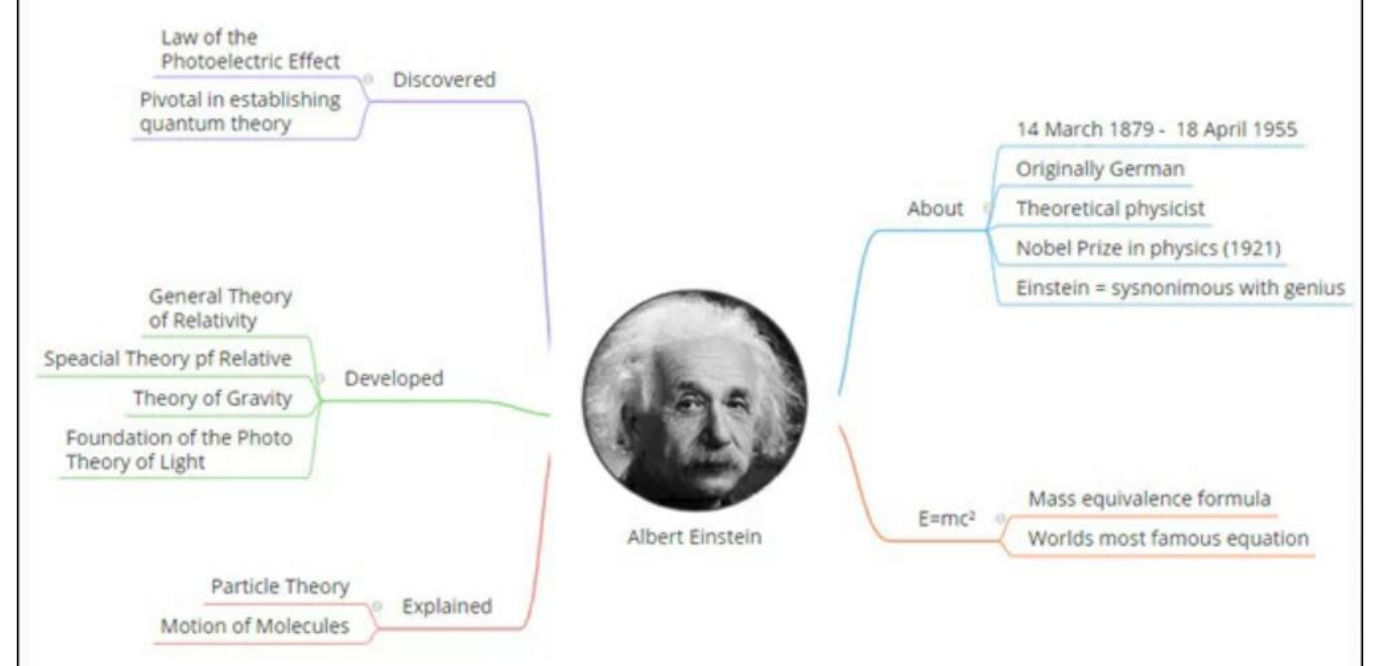 Law of the
Photoelectric Effect
Discovered
Pivotal in establishing
quantum theory
14 March 1879 - 18 April 1955
Originally German
About
Theoretical physicist
Nobel Prize in physics (1921)
Einstein = sysnonimous with genius
General Theory
of Relativity
Speacial Theory pf Relative
Developed
Theory of Gravity
Foundation of the Photo
Theory of Light
Albert Einstein
E=mc²
Mass equivalence formula
Worlds most famous equation
Particle Theory
Explained
Motion of Molecules